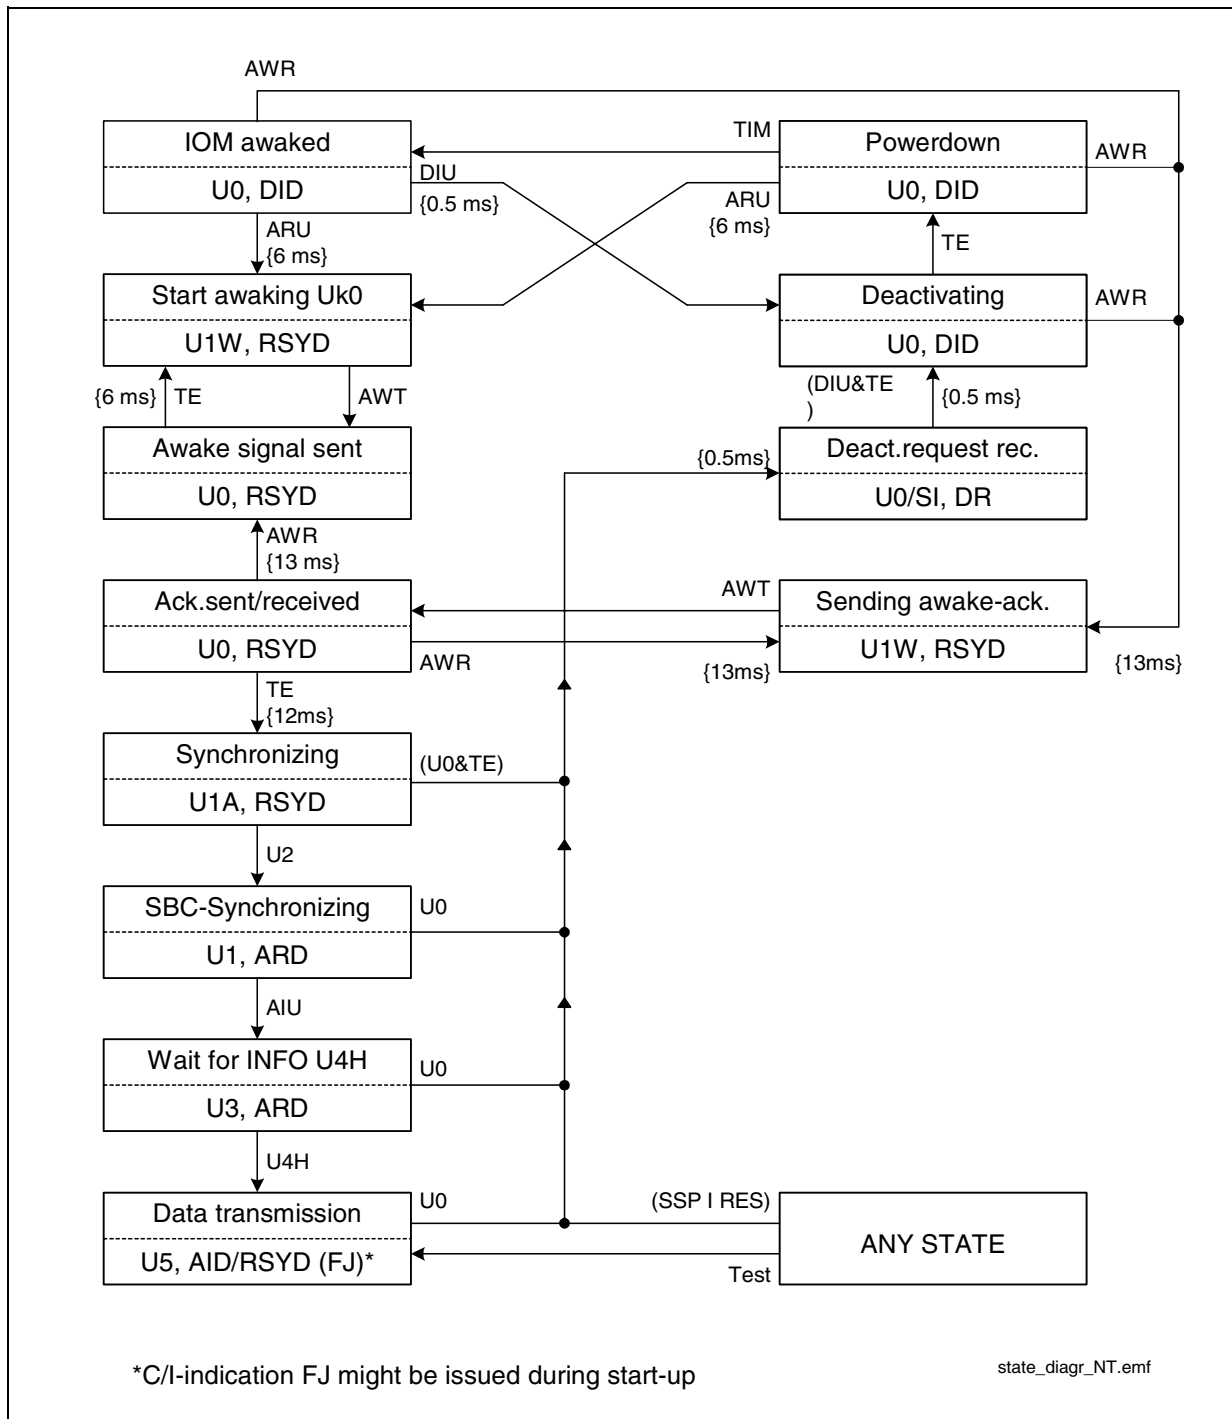 AWR
IOM awaked
U0, DID
TIM
Powerdown
U0, DID
AWR
DIU
{0.5 ms}
ARU
{6 ms}
ARU
{6 ms}
TE
Start awaking Uk0
U1W, RSYD
Deactivating
U0, DID
AWR
{6 ms}
TE
AWT
(DIU&TE
)
{0.5 ms}
Awake signal sent
U0, RSYD
{0.5ms}
Deact.request rec.
U0/SI, DR
AWR
{13 ms}
Ack.sent/received
U0, RSYD
AWT
AWR
{13ms}
Sending awake-ack.
U1W, RSYD
{13ms}
TE
{12ms}
Synchronizing
U1A, RSYD
(U0&TE)
U2
SBC-Synchronizing
U1, ARD
U0
AIU
Wait for INFO U4H
U3, ARD
U0
U4H
Data transmission
U5, AID/RSYD (FJ)*
U0
(SSP I RES)
Test
ANY STATE
*C/I-indication FJ might be issued during start-up
state_diagr_NT.emf